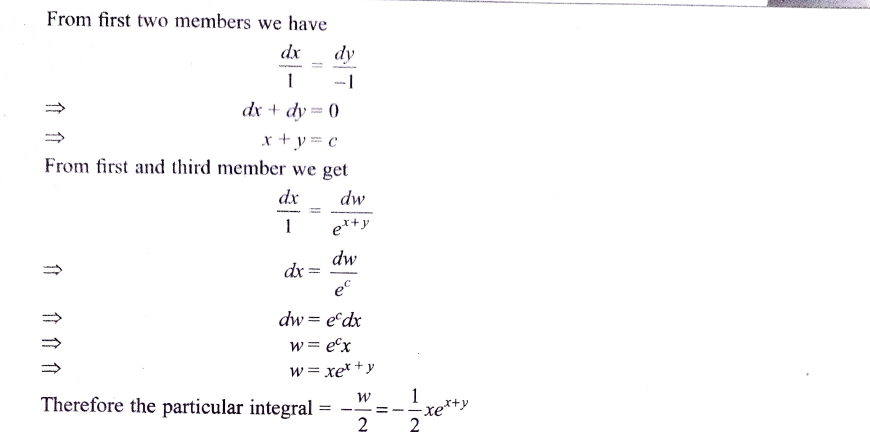 From first two members we have
dx/1 = dy/−1
⇒ dx + dy = 0
⇒ x + y = c
From first and third member we get
dx/1 = dw/e^{x+y}
⇒ dx = dw/e^c
⇒ dw = e^c dx
⇒ w = e^c x
⇒ w = xe^{x+y}
Therefore the particular integral = −w/2 = −1/2 xe^{x+y}